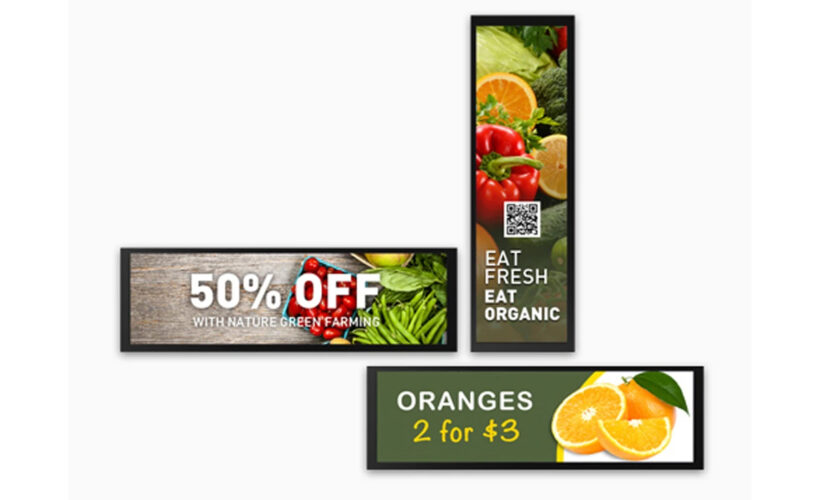 EAT
FRESH
EAT
ORGANIC
50% OFF
WITH NATURE GREEN FARMING
ORANGES
2 for $3